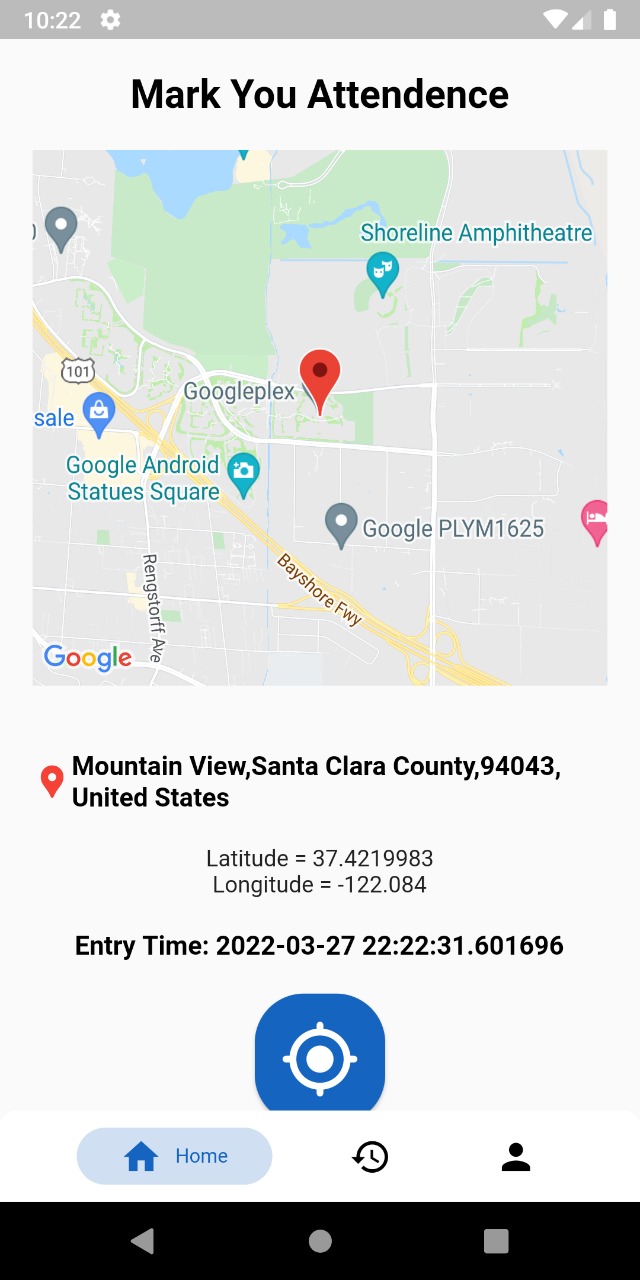 10:22
Mark You Attendence
Shoreline Amphitheatre
101
Googleplex
sale
Google Android
Statues Square
Google PLYM1625
Bayshore Fwy
Rengstorff Ave
Google
Mountain View,Santa Clara County,94043,
United States
Latitude = 37.4219983
Longitude = -122.084
Entry Time: 2022-03-27 22:22:31.601696
Home